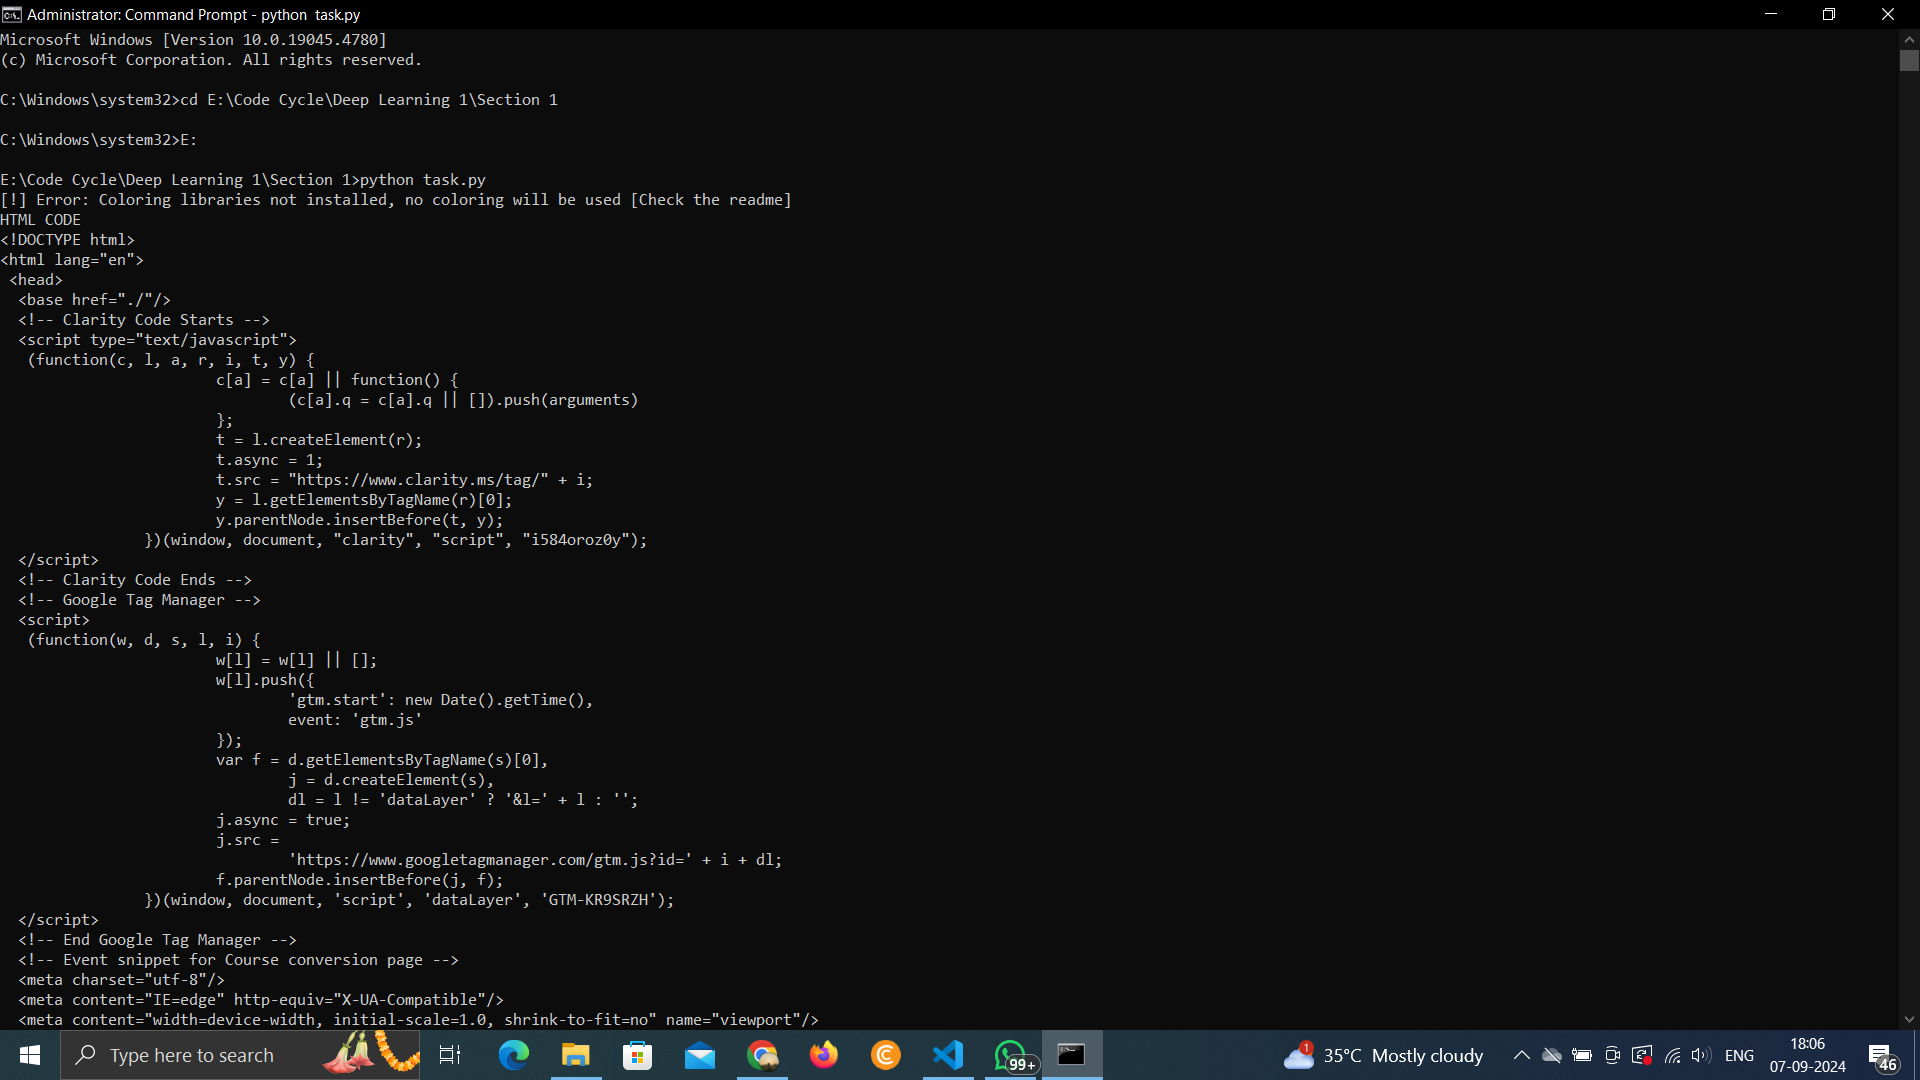 Administrator: Command Prompt - python  task.py
Microsoft Windows [Version 10.0.19045.4780]
(c) Microsoft Corporation. All rights reserved.

C:\Windows\system32>cd E:\Code Cycle\Deep Learning 1\Section 1

C:\Windows\system32>E:

E:\Code Cycle\Deep Learning 1\Section 1>python task.py
[!] Error: Coloring libraries not installed, no coloring will be used [Check the readme]
HTML CODE
<!DOCTYPE html>
<html lang="en">
 <head>
  <base href="./"/>
  <!-- Clarity Code Starts -->
  <script type="text/javascript">
   (function(c, l, a, r, i, t, y) {
                        c[a] = c[a] || function() {
                                (c[a].q = c[a].q || []).push(arguments)
                        };
                        t = l.createElement(r);
                        t.async = 1;
                        t.src = "https://www.clarity.ms/tag/" + i;
                        y = l.getElementsByTagName(r)[0];
                        y.parentNode.insertBefore(t, y);
                })(window, document, "clarity", "script", "i584oroz0y");
  </script>
  <!-- Clarity Code Ends -->
  <!-- Google Tag Manager -->
  <script>
   (function(w, d, s, l, i) {
                        w[l] = w[l] || [];
                        w[l].push({
                                'gtm.start': new Date().getTime(),
                                event: 'gtm.js'
                        });
                        var f = d.getElementsByTagName(s)[0],
                                j = d.createElement(s),
                                dl = l != 'dataLayer' ? '&l=' + l : '';
                        j.async = true;
                        j.src =
                                'https://www.googletagmanager.com/gtm.js?id=' + i + dl;
                        f.parentNode.insertBefore(j, f);
                })(window, document, 'script', 'dataLayer', 'GTM-KR9SRZH');
  </script>
  <!-- End Google Tag Manager -->
  <!-- Event snippet for Course conversion page -->
  <meta charset="utf-8"/>
  <meta content="IE=edge" http-equiv="X-UA-Compatible"/>
  <meta content="width=device-width, initial-scale=1.0, shrink-to-fit=no" name="viewport"/>
Type here to search
99+
1
35°C  Mostly cloudy
ENG
18:06
07-09-2024
46